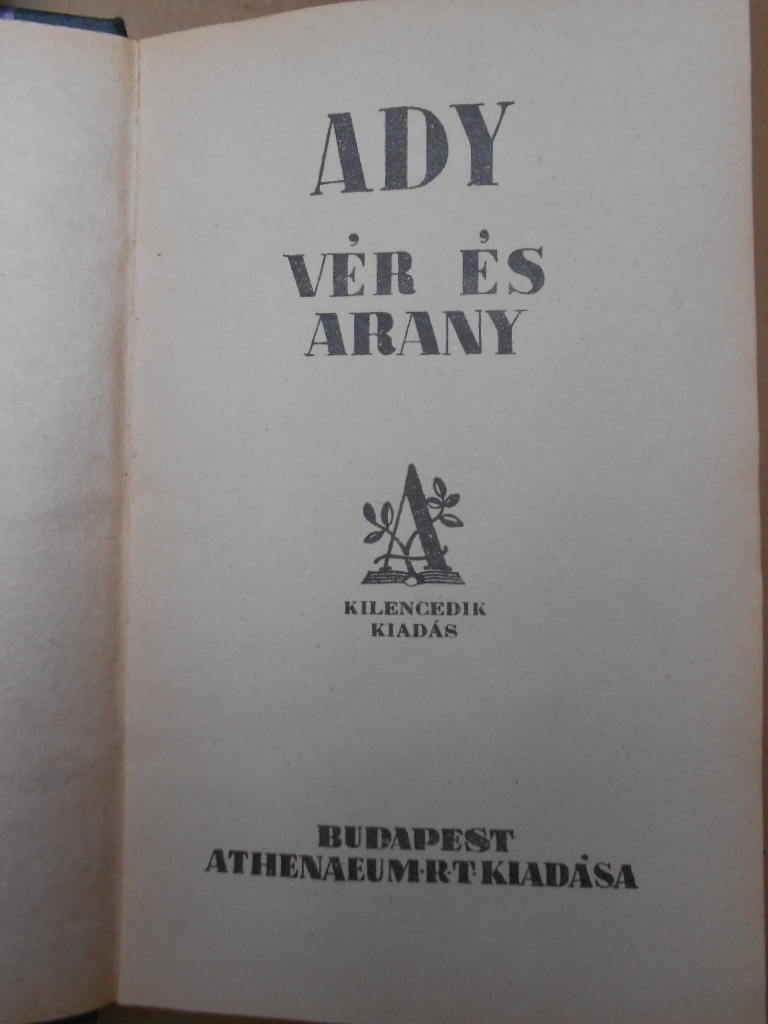 ADY
VÉR ÉS
ARANY
A
KILENCEDIK
KIADÁS
BUDAPEST
ATHENAEUM·R·T·KIADÁSA